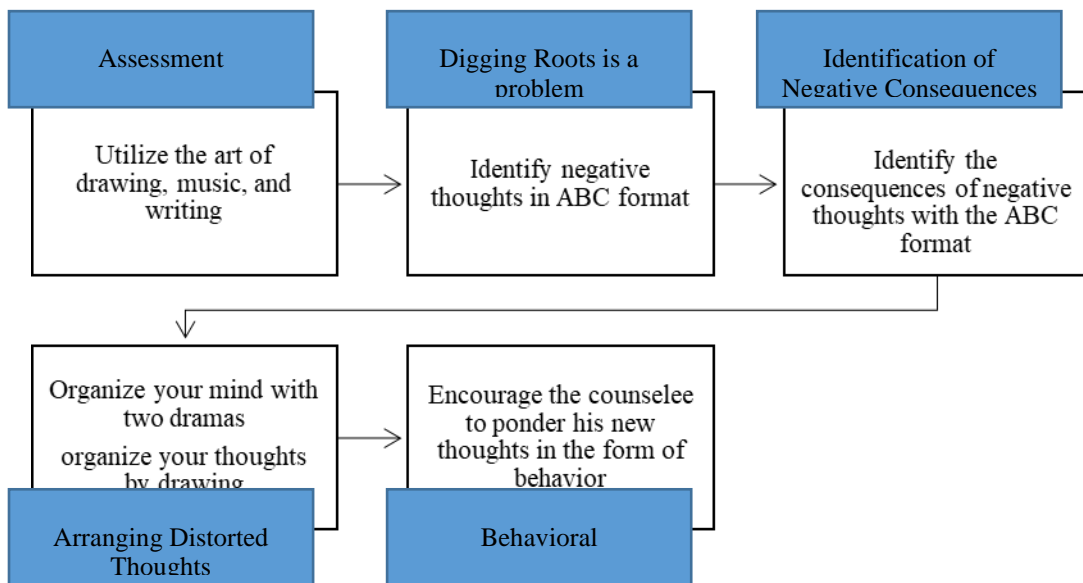 Assessment
Utilize the art of
drawing, music, and
writing
Digging Roots is a
problem
Identify negative
thoughts in ABC format
Identification of
Negative Consequences
Identify the
consequences of negative
thoughts with the ABC
format
Organize your mind with
two dramas
organize your thoughts
by drawing
Arranging Distorted
Thoughts
Encourage the counselee
to ponder his new
thoughts in the form of
behavior
Behavioral